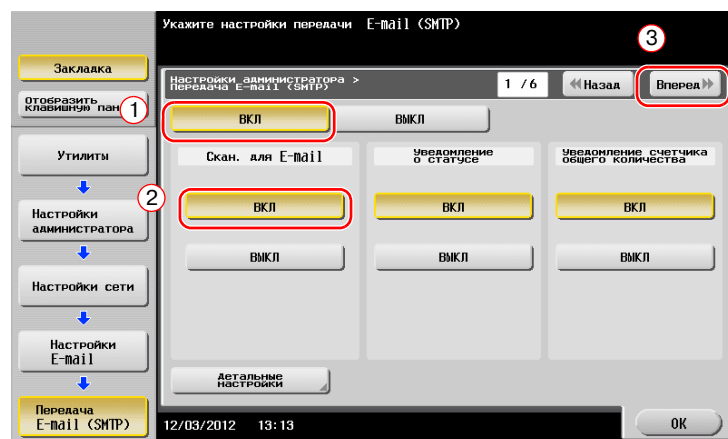 Укажите настройки передачи E-mail (SMTP)
3
Закладка
Отобразить
клавишную пан
1
Настройки администратора >
Передача E-mail (SMTP)
1 /6
Назад
Вперед
ВКЛ
ВЫКЛ
Скан. для E-mail
Уведомление
о статусе
Уведомление счетчика
общего количества
2
ВКЛ
ВКЛ
ВКЛ
ВЫКЛ
ВЫКЛ
ВЫКЛ
Утилиты
Настройки
администратора
Настройки сети
Настройки
E-mail
Передача
E-mail (SMTP)
Детальные
настройки
12/03/2012 13:13
OK